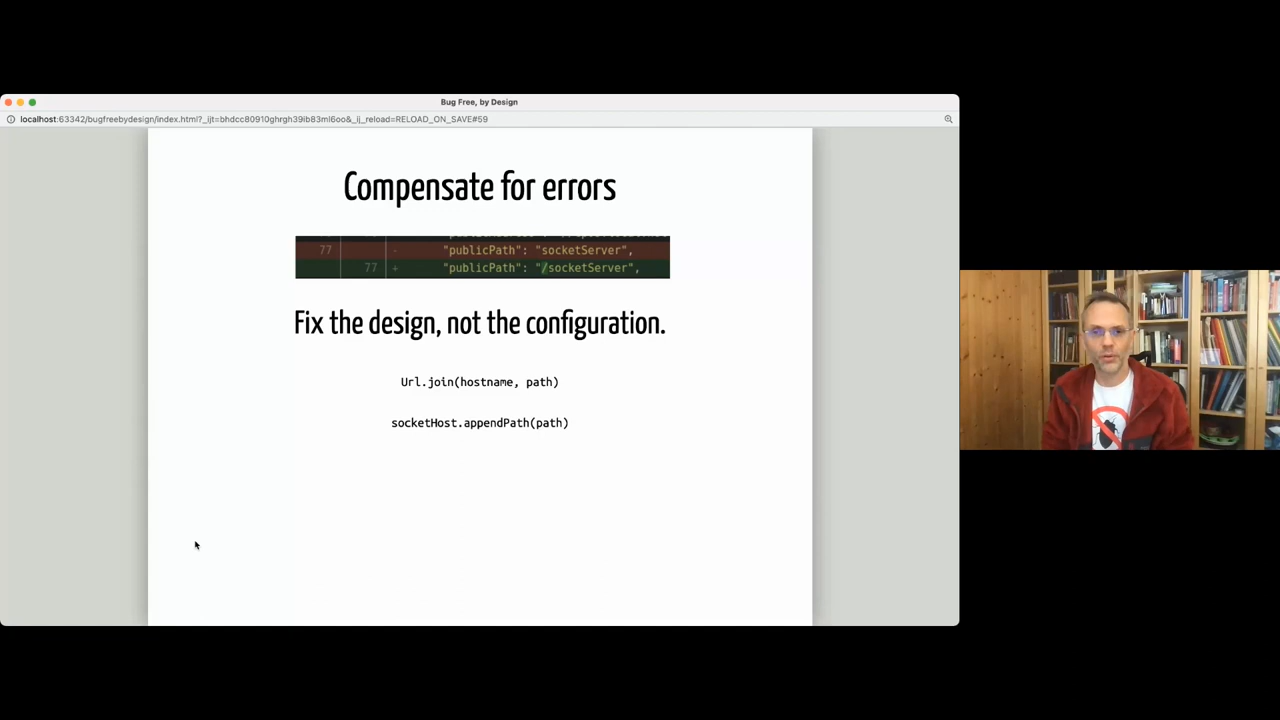 Bug Free, by Design
localhost:63342/bugfreebydesign/index.html?_ijt=bhdcc80910ghrgh39ib83ml6oo&_ij_reload=RELOAD_ON_SAVE#59
Compensate for errors
77 - "publicPath": "socketServer",
77 + "publicPath": "/socketServer",
Fix the design, not the configuration.
Url.join(hostname, path)
socketHost.appendPath(path)